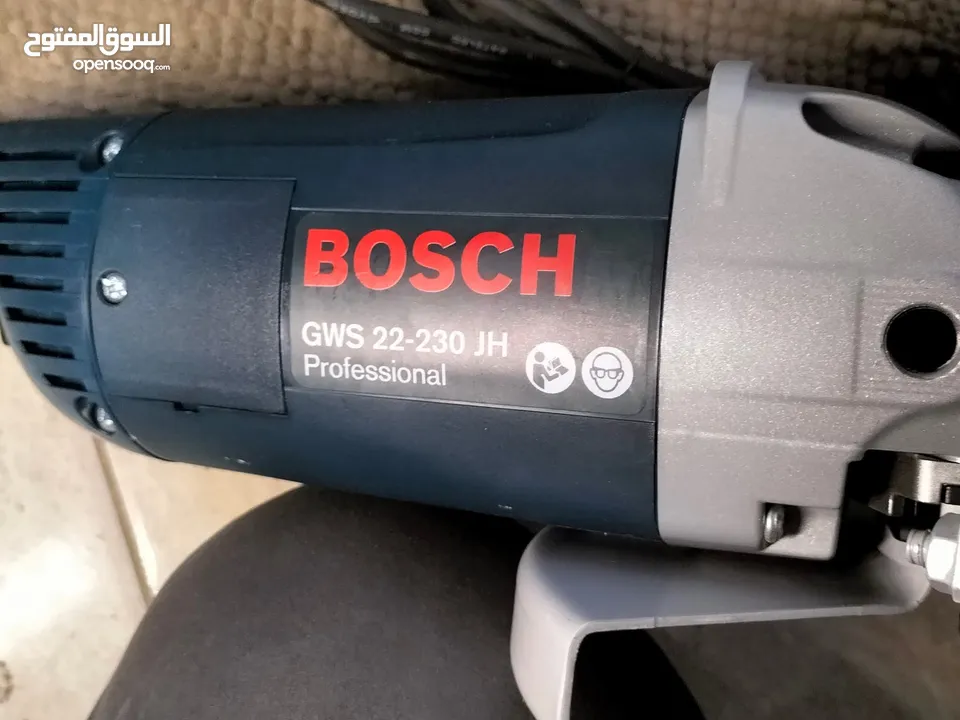 السوق المفتوح
opensooq.com
BOSCH
GWS 22-230 JH
Professional